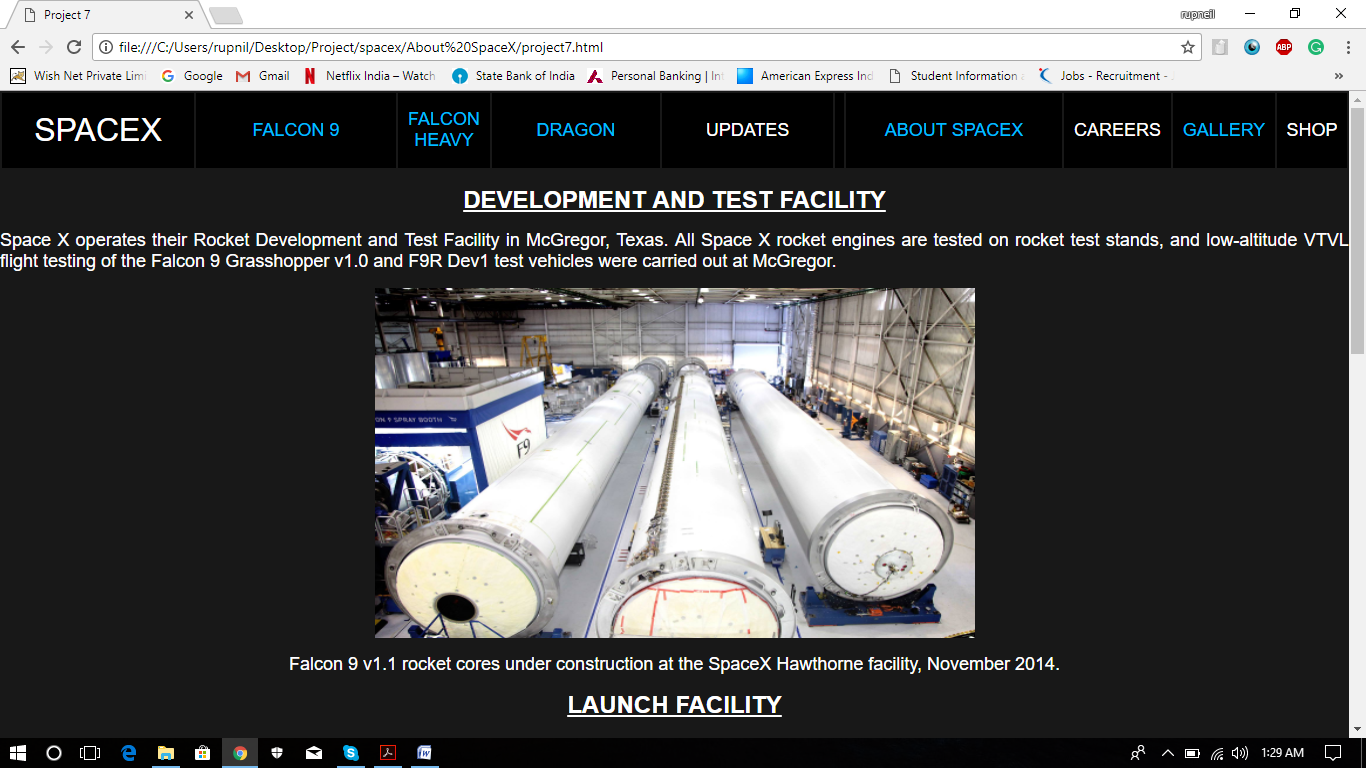 Project 7
rupneil
file:///C:/Users/rupnil/Desktop/Project/spacex/About%20SpaceX/project7.html
ABP
Wish Net Private Limi
Google
Gmail
Netflix India – Watch
State Bank of India
Personal Banking | Int
American Express Ind
Student Information a
Jobs - Recruitment -
»
SPACEX
FALCON 9
FALCON HEAVY
DRAGON
UPDATES
ABOUT SPACEX
CAREERS
GALLERY
SHOP
DEVELOPMENT AND TEST FACILITY
Space X operates their Rocket Development and Test Facility in McGregor, Texas. All Space X rocket engines are tested on rocket test stands, and low-altitude VTVL
flight testing of the Falcon 9 Grasshopper v1.0 and F9R Dev1 test vehicles were carried out at McGregor.
SPRAY BOOTH
F9
Falcon 9 v1.1 rocket cores under construction at the SpaceX Hawthorne facility, November 2014.
LAUNCH FACILITY
1:29 AM